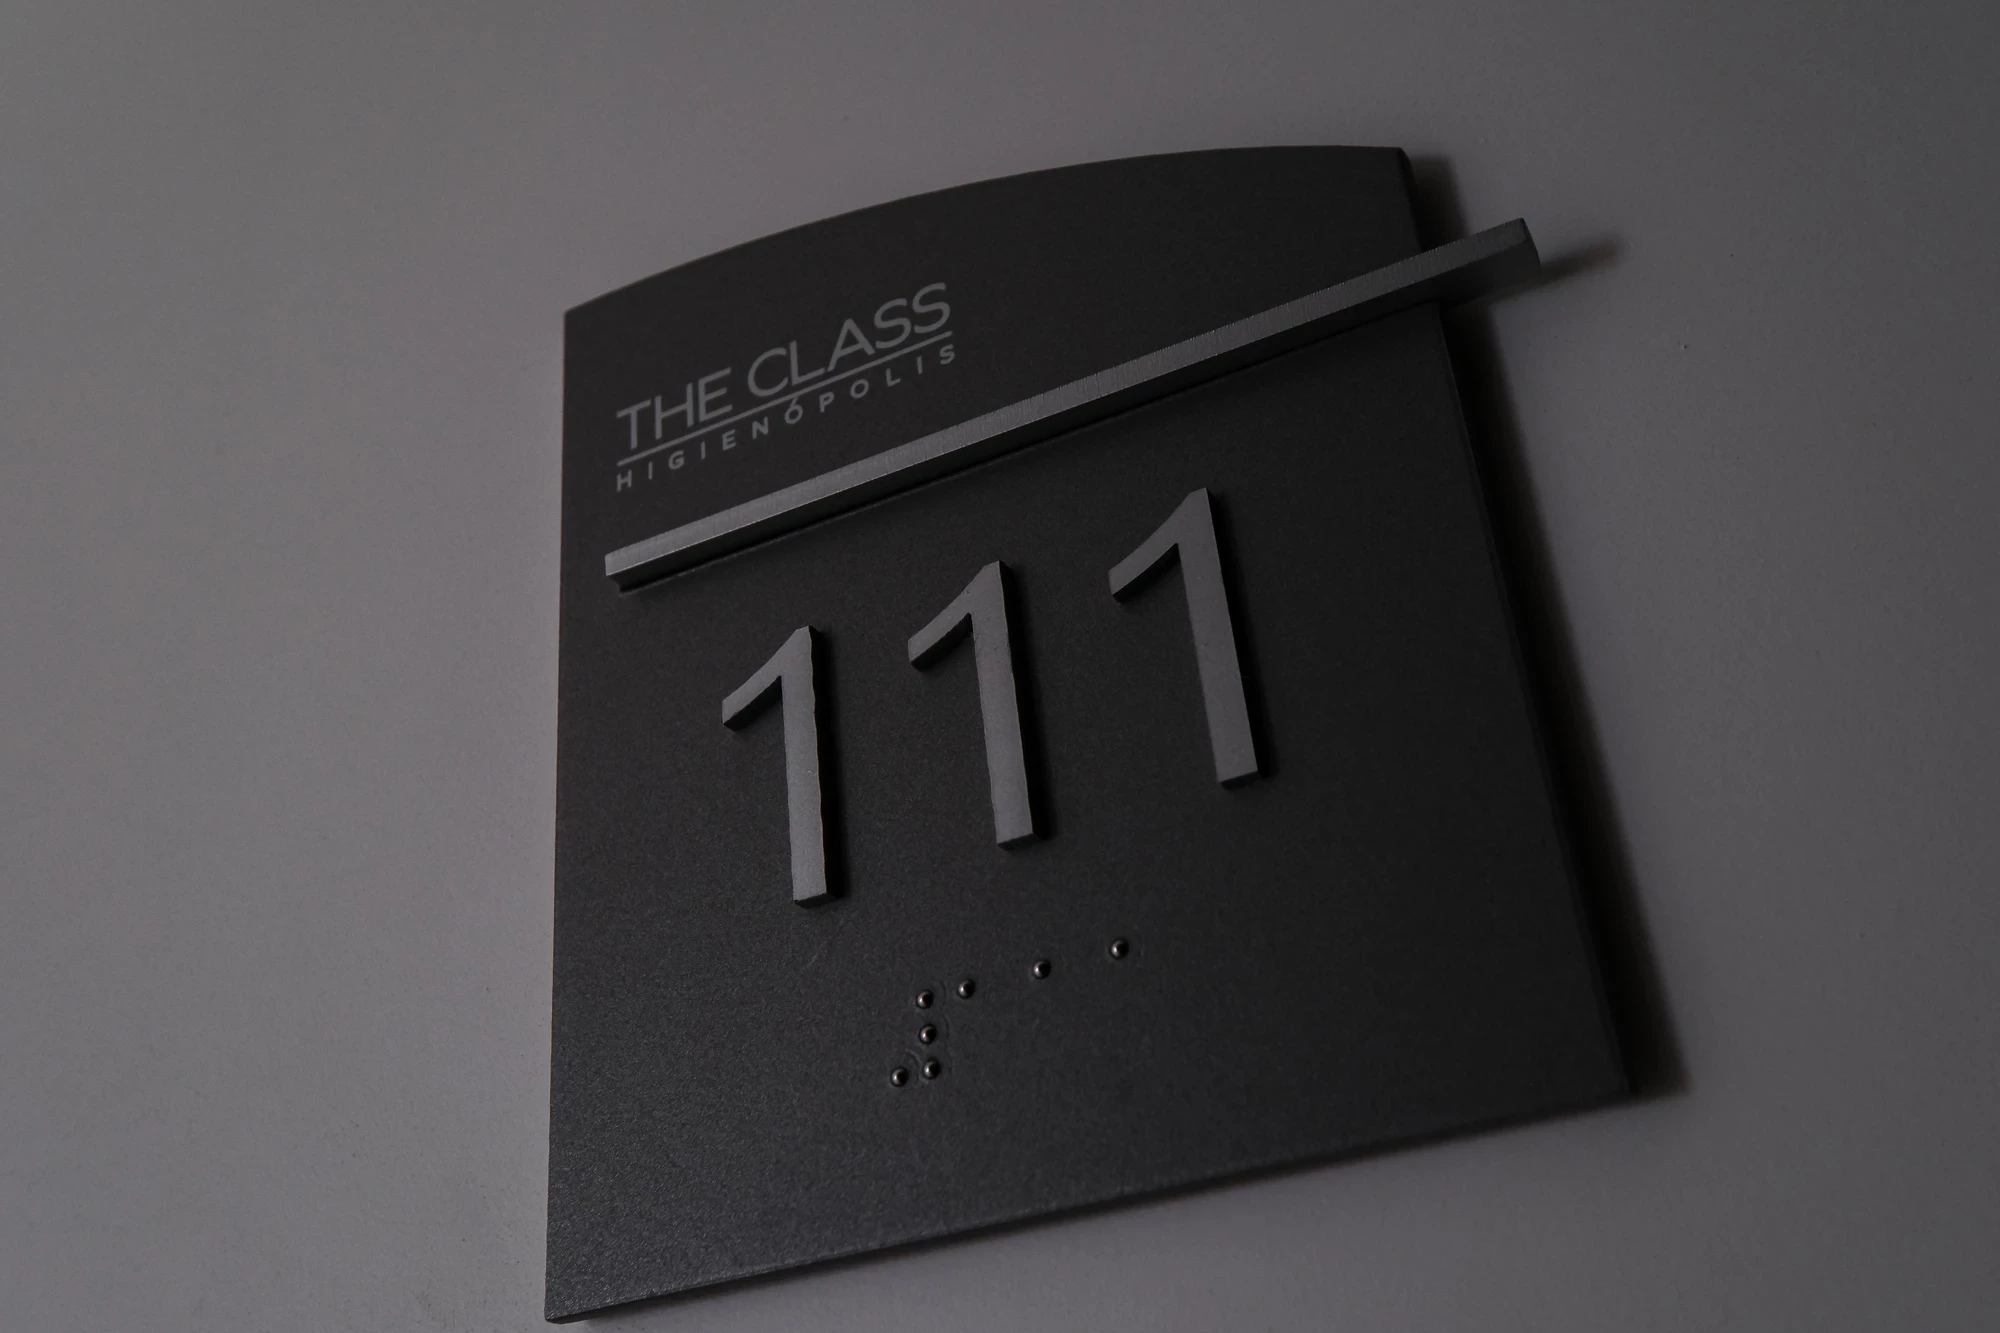 THE CLASS
HIGIENÓPOLIS
111
⠼⠁⠁⠁